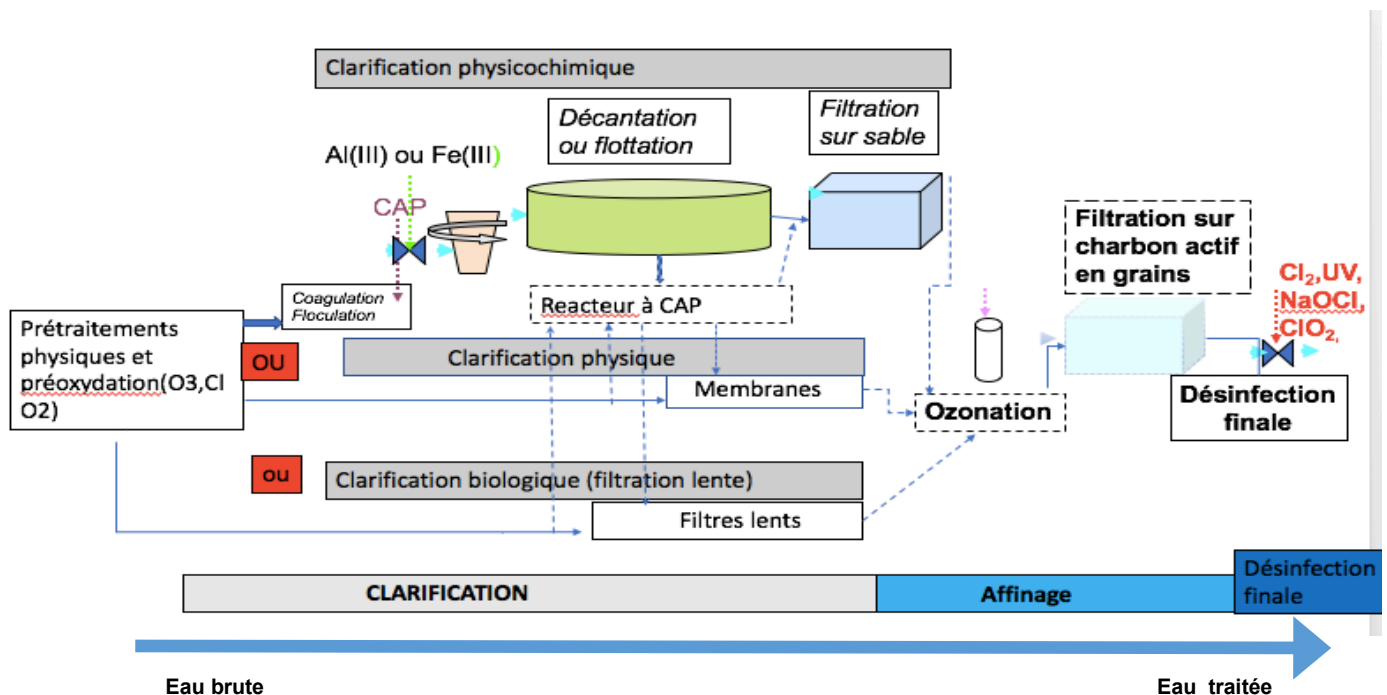 Clarification physicochimique
Décantation
ou flottation
Filtration
sur sable
Al(III) ou Fe(III)
CAP
Filtration sur
charbon actif
en grains
Cl2,UV,
NaOCl,
ClO2,
Coagulation
Floculation
Reacteur à CAP
Prétraitements
physiques et
préoxydation(O3,Cl
O2)
OU
Clarification physique
Membranes
Ozonation
Désinfection
finale
ou
Clarification biologique (filtration lente)
Filtres lents
CLARIFICATION
Affinage
Désinfection
finale
Eau brute
Eau traitée